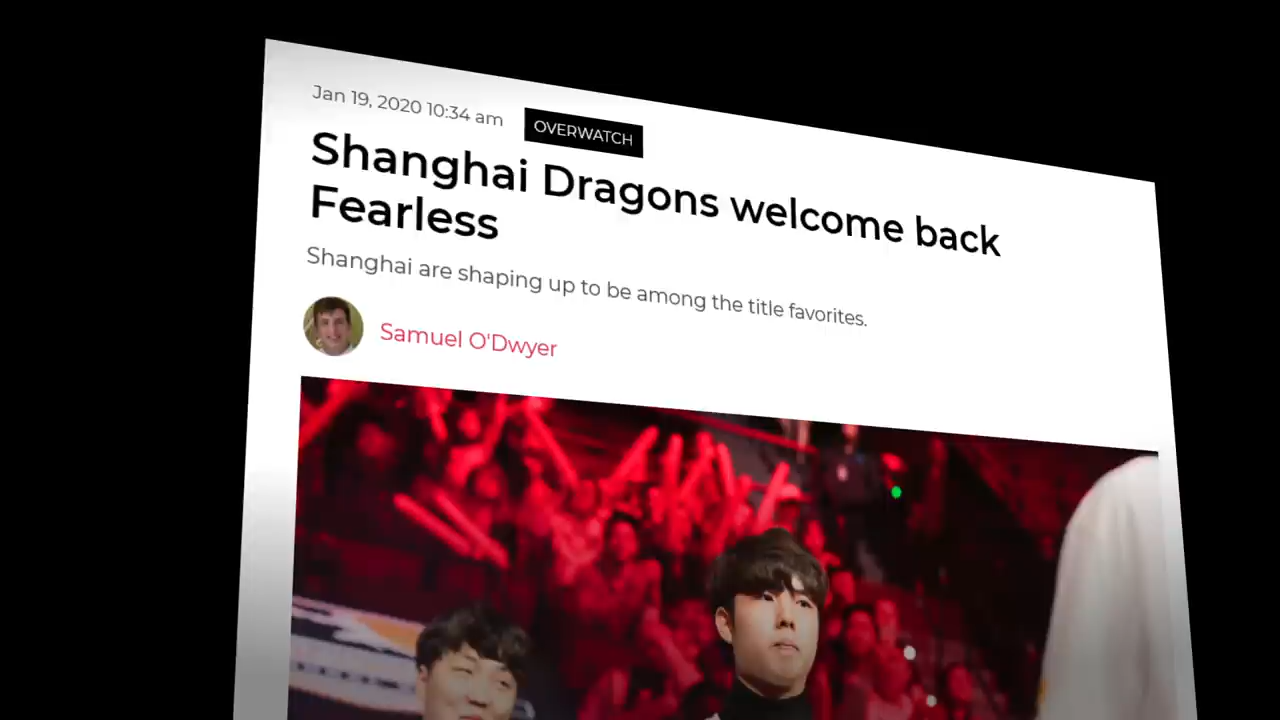 Jan 19, 2020 10:34 am OVERWATCH
Shanghai Dragons welcome back
Fearless
Shanghai are shaping up to be among the title favorites.
Samuel O'Dwyer